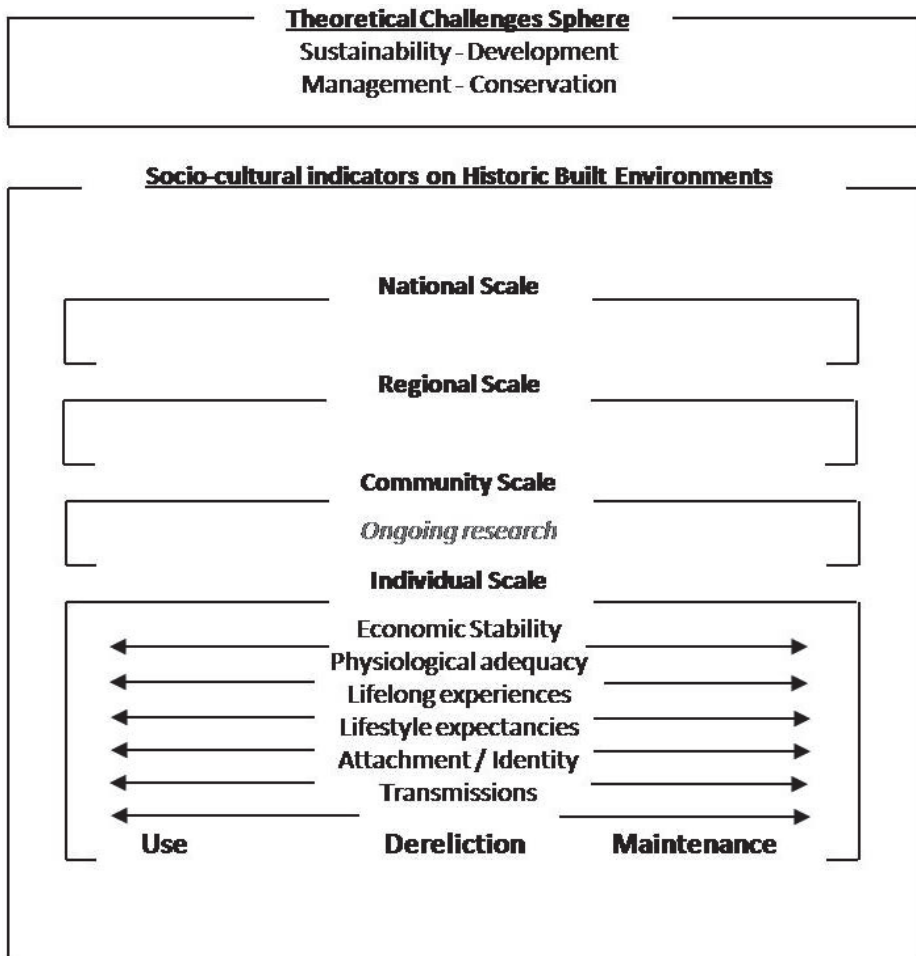 Theoretical Challenges Sphere
Sustainability - Development
Management - Conservation
Socio-cultural indicators on Historic Built Environments
National Scale
Regional Scale
Community Scale
Ongoing research
Individual Scale
Economic Stability
Physiological adequacy
Lifelong experiences
Lifestyle expectancies
Attachment / Identity
Transmissions
Use Dereliction Maintenance